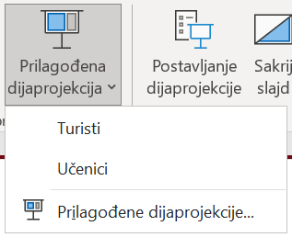 Prilagođena
dijaprojekcija
Postavljanje
dijaprojekcije
Sakrij
slajd
Turisti
Učenici
Prilagođene dijaprojekcije...